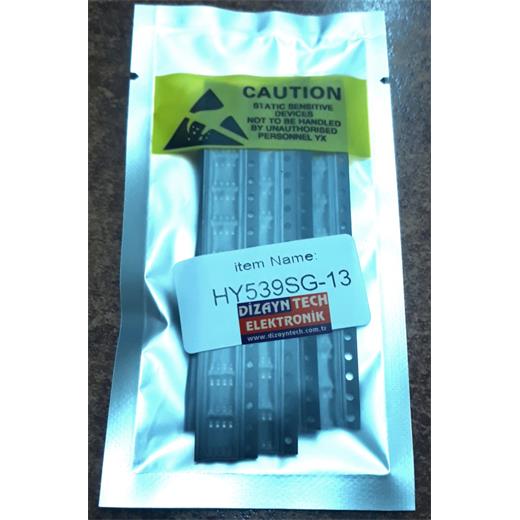 CAUTION
STATIC SENSITIVE
DEVICES
NOT TO BE HANDLED
BY UNAUTHORISED
PERSONNEL YX
item Name:
HY539SG-13
DİZAYN TECH
ELEKTRONİK
www.dizayntech.com.tr